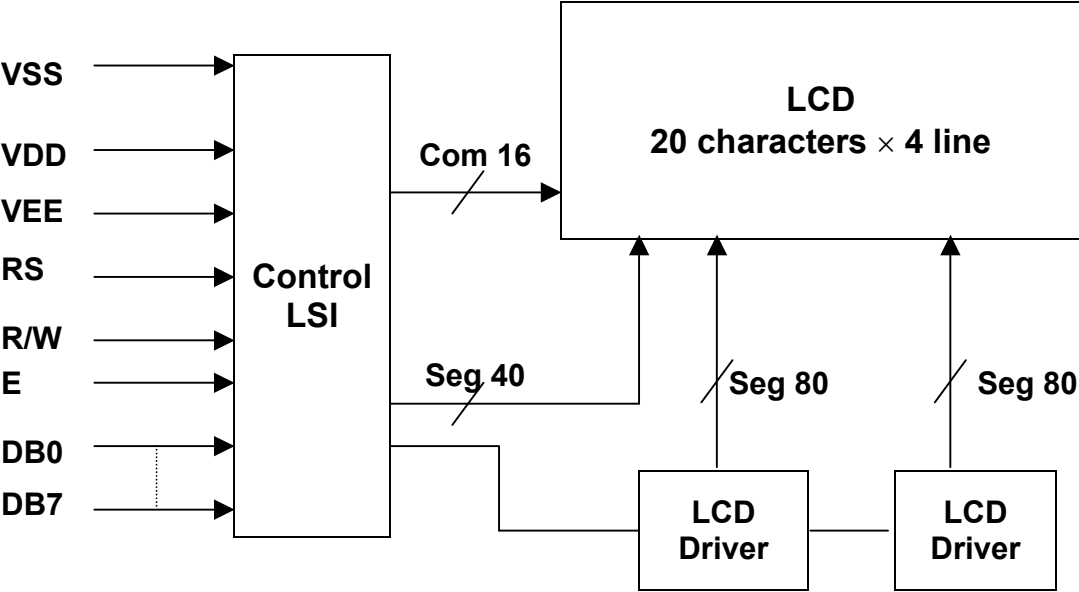 VSS
VDD
VEE
RS
R/W
E
DB0
DB7
Control
LSI
Com 16
Seg 40
LCD
20 characters × 4 line
Seg 80
Seg 80
LCD
Driver
LCD
Driver